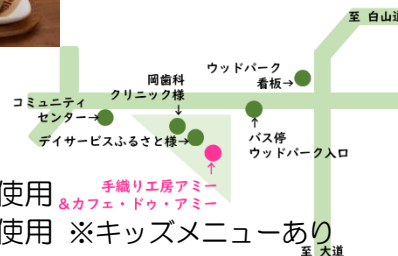 至 白山道
ウッドパーク
看板→
岡歯科
クリニック様
↓
コミュニティ
センター→
デイサービスふるさと様→
↑
バス停
ウッドパーク入口
↑
手織り工房アミー
&カフェ・ドゥ・アミー
使用
使用 ※キッズメニューあり
至 大道